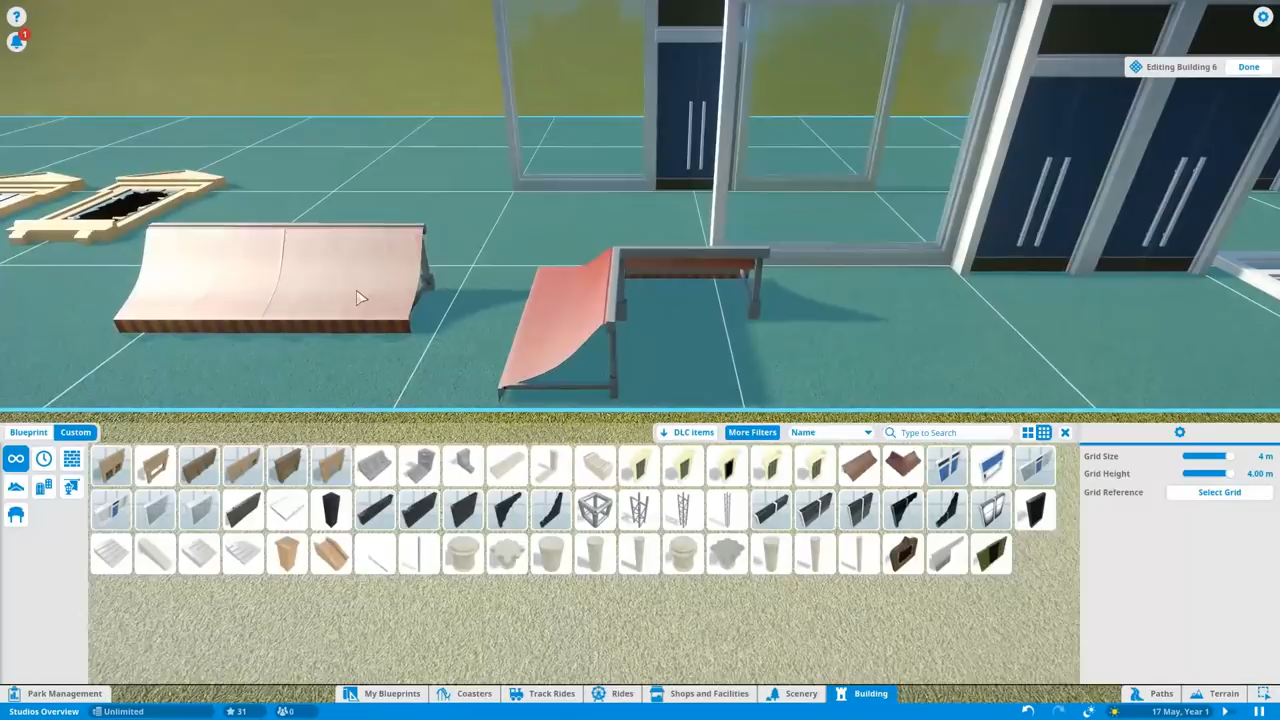 ?
1
Editing Building 6 Done
Blueprint Custom DLC items More Filters Name Type to Search
Grid Size 4 m
Grid Height 4.00 m
Grid Reference Select Grid
Park Management My Blueprints Coasters Track Rides Rides Shops and Facilities Scenery Building Paths Terrain
Studios Overview Unlimited 31 0 17 May, Year 1